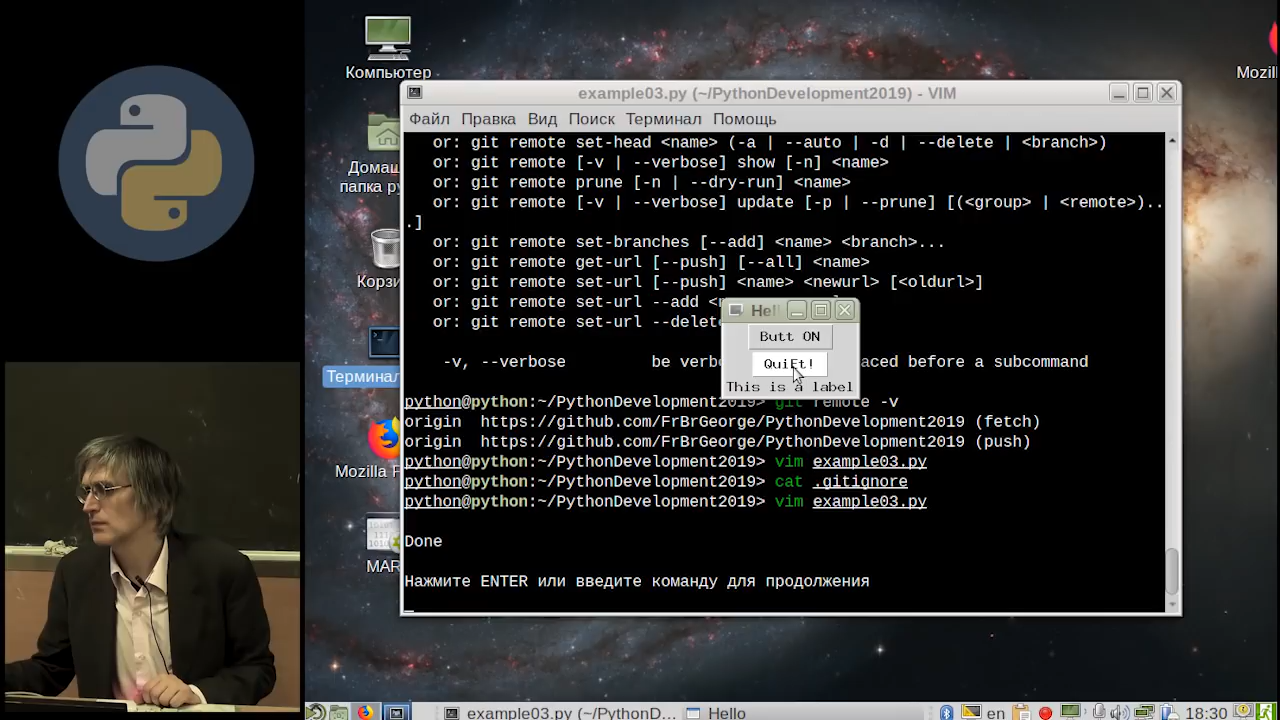 Компьютер
Mozil
example03.py (~/PythonDevelopment2019) - VIM
Файл Правка Вид Поиск Терминал Помощь
or: git remote set-head <name> (-a | --auto | -d | --delete | <branch>)
or: git remote [-v | --verbose] show [-n] <name>
or: git remote prune [-n | --dry-run] <name>
or: git remote [-v | --verbose] update [-p | --prune] [(<group> | <remote>)..
.]
or: git remote set-branches [--add] <name> <branch>...
or: git remote get-url [--push] [--all] <name>
or: git remote set-url [--push] <name> <newurl> [<oldurl>]
or: git remote set-url --add
or: git remote set-url --delet
-v, --verbose be verb aced before a subcommand
python@python:~/PythonDevelopment2019> git remote -v
origin https://github.com/FrBrGeorge/PythonDevelopment2019 (fetch)
origin https://github.com/FrBrGeorge/PythonDevelopment2019 (push)
python@python:~/PythonDevelopment2019> vim example03.py
python@python:~/PythonDevelopment2019> cat .gitignore
python@python:~/PythonDevelopment2019> vim example03.py
Done
Нажмите ENTER или введите команду для продолжения
Hell
Butt ON
QuiEt!
This is a label
Домаш
папка py
Корзи
Терминал
Mozilla F
MAR
example03.py (~/PythonD...
Hello
en
18:30